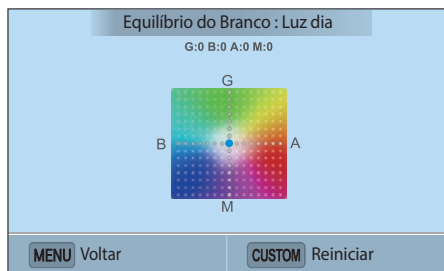 Equilíbrio do Branco : Luz dia
G:0 B:0 A:0 M:0
G
B A
M
MENU Voltar CUSTOM Reiniciar